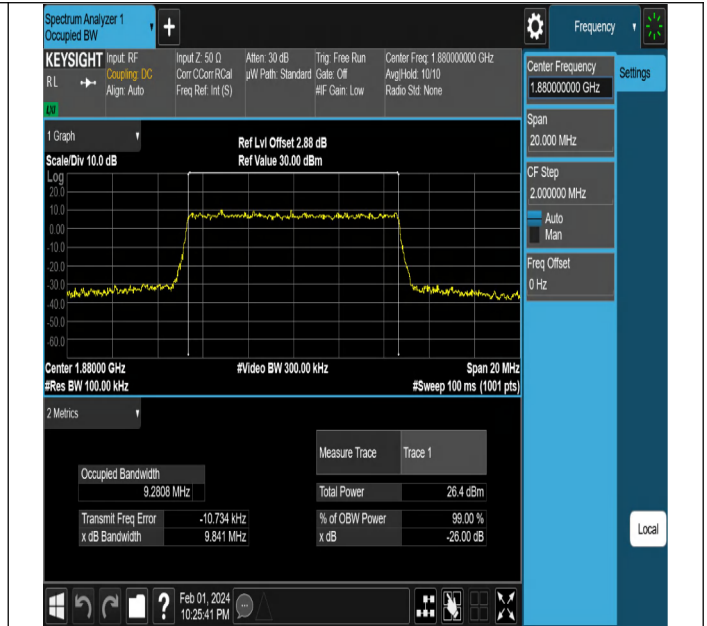 Spectrum Analyzer 1
Occupied BW
Frequency
KEYSIGHT
RL
LXI
Input: RF
Coupling: DC
Align: Auto
Input Z: 50 Ω
Corr CCorr RCal
Freq Ref: Int (S)
Atten: 30 dB
µW Path: Standard
Trig: Free Run
Gate: Off
#IF Gain: Low
Center Freq: 1.880000000 GHz
Avg|Hold: 10/10
Radio Std: None
Center Frequency
1.880000000 GHz
Settings
Span
20.000 MHz
CF Step
2.000000 MHz
Auto
Man
Freq Offset
0 Hz
Local
1 Graph
Scale/Div 10.0 dB
Ref Lvl Offset 2.88 dB
Ref Value 30.00 dBm
Log
20.0
10.0
0.00
-10.0
-20.0
-30.0
-40.0
-50.0
-60.0
Center 1.88000 GHz
#Video BW 300.00 kHz
Span 20 MHz
#Res BW 100.00 kHz
#Sweep 100 ms (1001 pts)
2 Metrics
Measure Trace Trace 1
Occupied Bandwidth
9.2808 MHz
Total Power 26.4 dBm
Transmit Freq Error -10.734 kHz
% of OBW Power 99.00 %
x dB Bandwidth 9.841 MHz
x dB -26.00 dB
?
Feb 01, 2024
10:25:41 PM